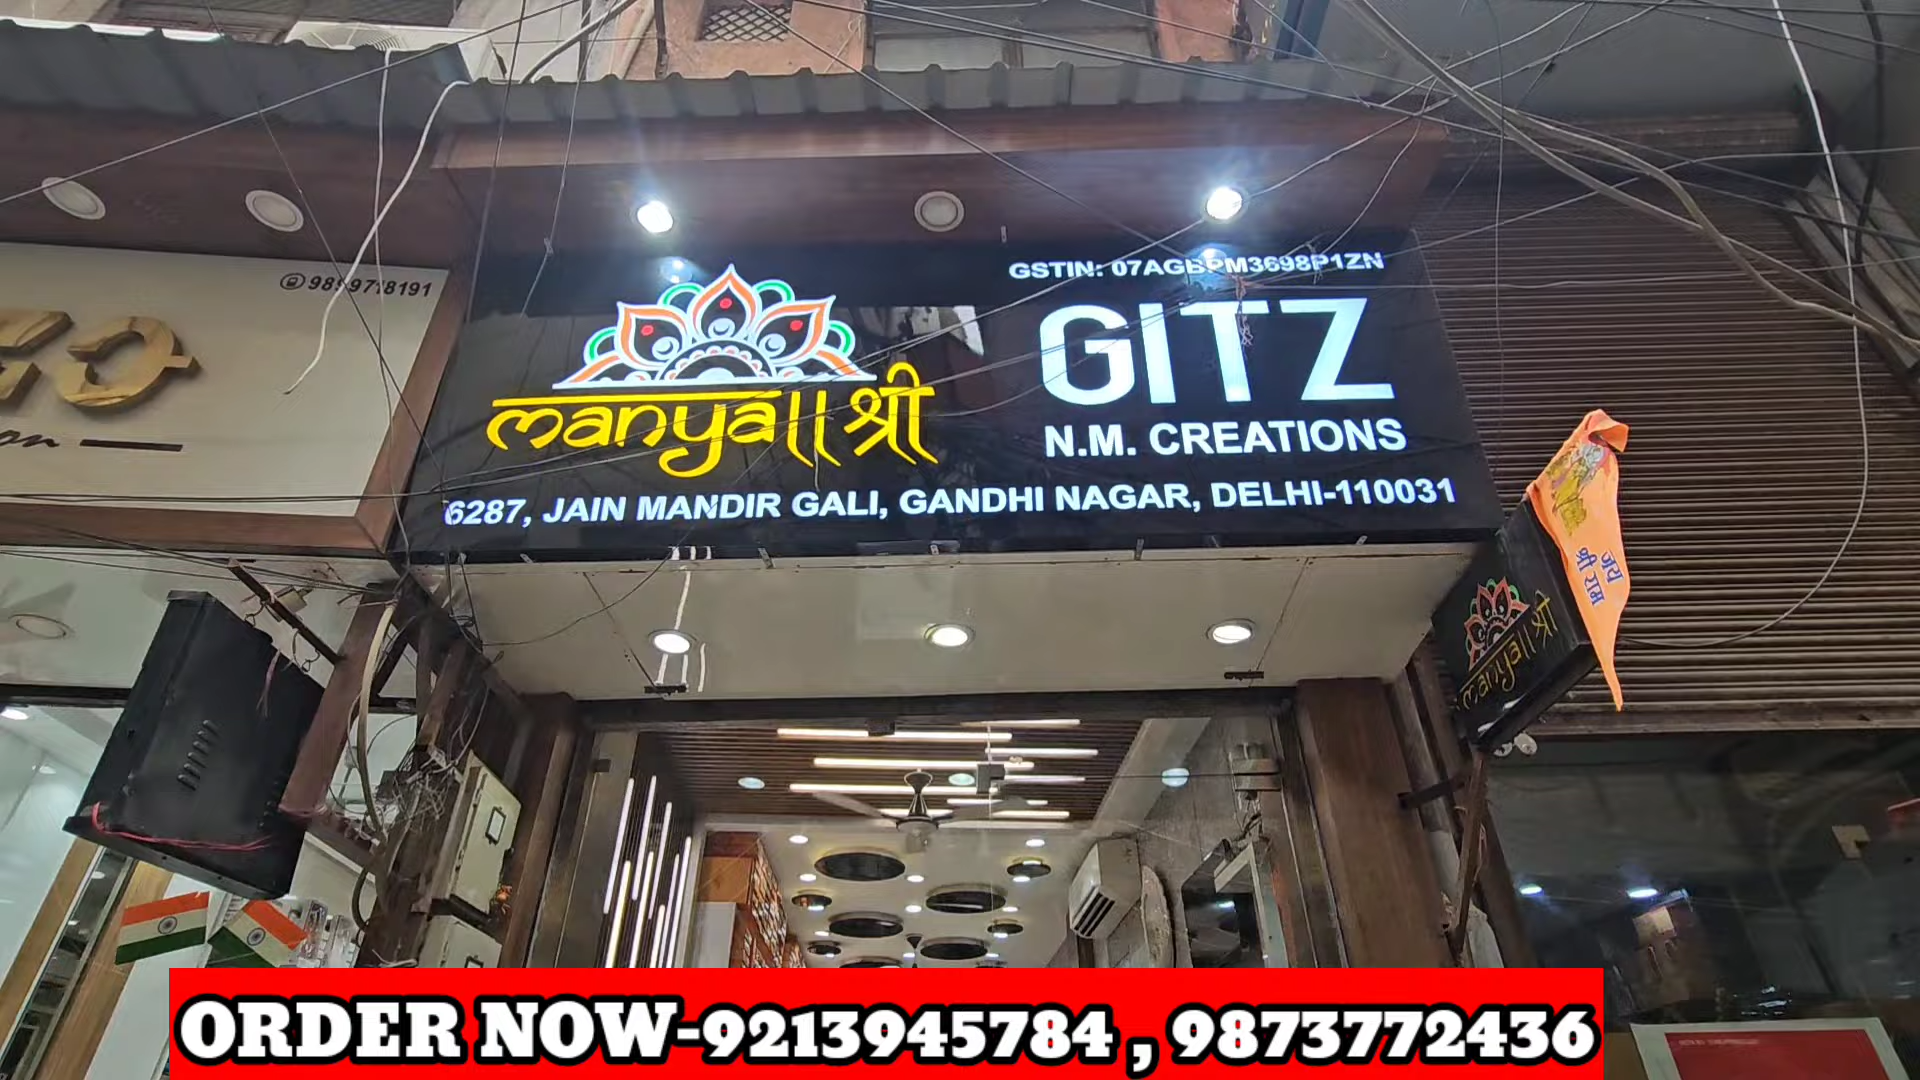 9899718191
GSTIN: 07AGBPM3698P1ZN
GITZ
manya||श्री
N.M. CREATIONS
6287, JAIN MANDIR GALI, GANDHI NAGAR, DELHI-110031
जय
श्री राम
manya||श्री
ORDER NOW-9213945784 , 9873772436